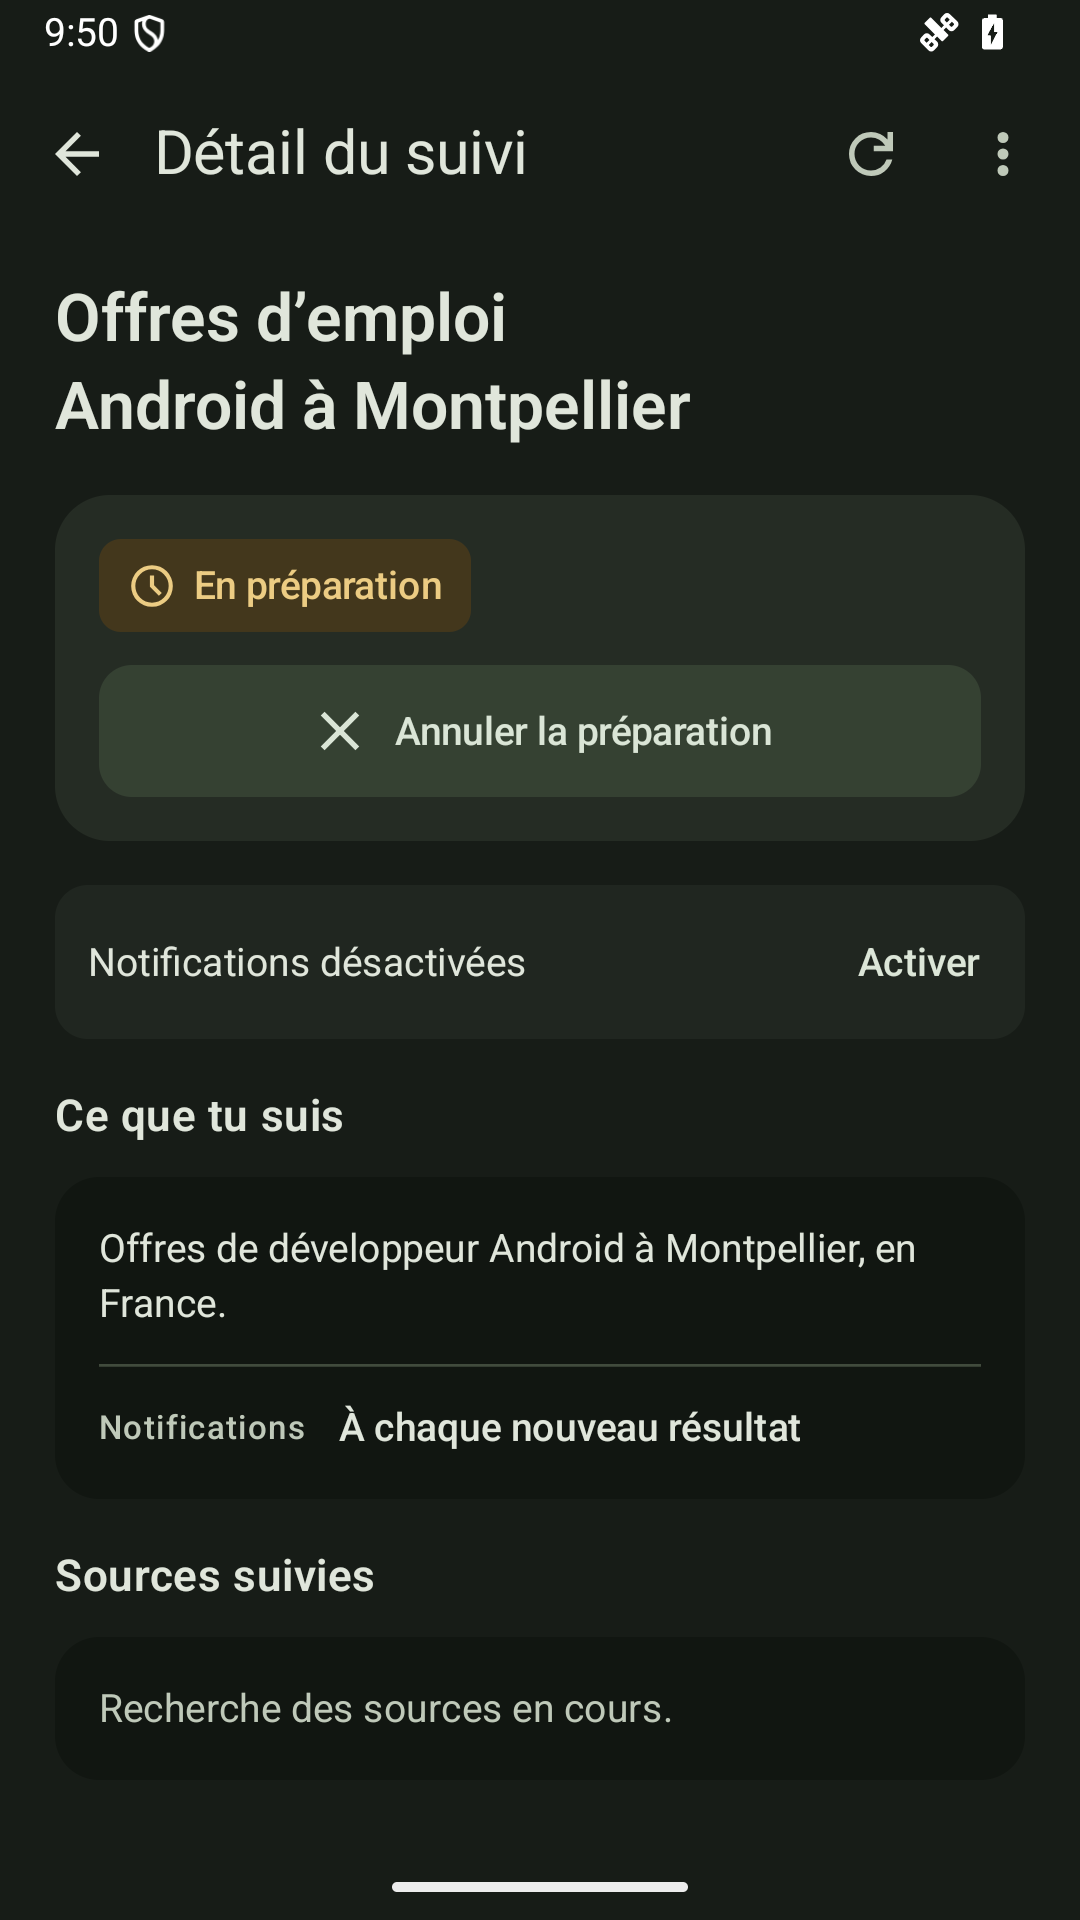 9:50
Détail du suivi
Offres d’emploi
Android à Montpellier
En préparation
Annuler la préparation
Notifications désactivées
Activer
Ce que tu suis
Offres de développeur Android à Montpellier, en
France.
Notifications À chaque nouveau résultat
Sources suivies
Recherche des sources en cours.